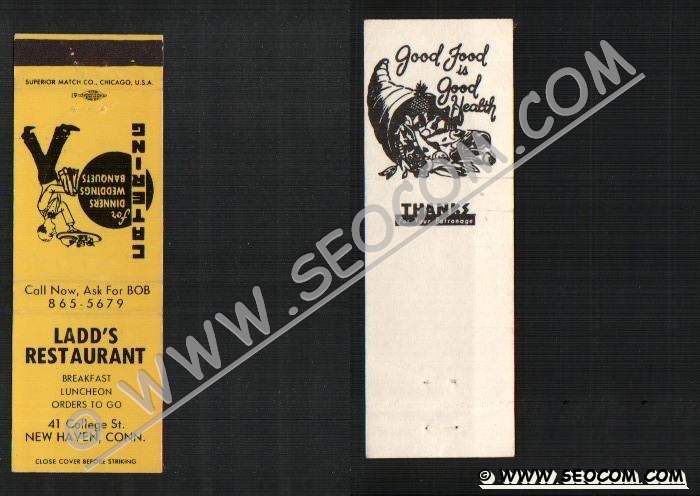 SUPERIOR MATCH CO., CHICAGO, U.S.A.
19
CATERING
for
DINNERS
WEDDINGS
BANQUETS
Call Now, Ask For BOB
865-5679
LADD'S
RESTAURANT
BREAKFAST
LUNCHEON
ORDERS TO GO
41 College St.
NEW HAVEN, CONN.
CLOSE COVER BEFORE STRIKING
Good Food
is
Good
Health
THANKS
For Your Patronage
© WWW.SEOCOM.COM
© WWW.SEOCOM.COM